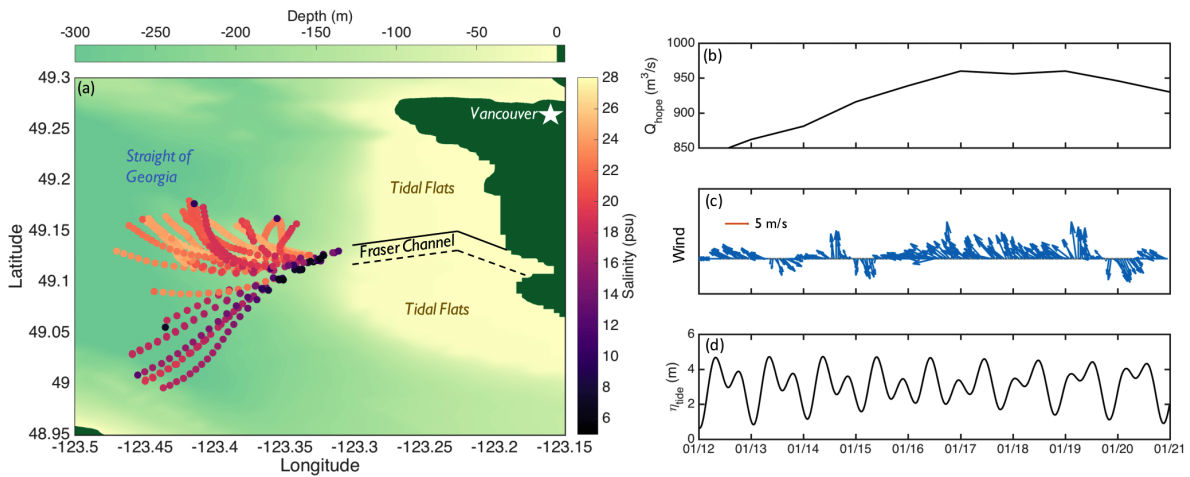 Depth (m)
-300 -250 -200 -150 -100 -50 0
(a)
49.3
49.25
49.2
49.15
49.1
49.05
49
48.95
Latitude
Vancouver
Straight of
Georgia
Tidal Flats
Fraser Channel
Tidal Flats
-123.5 -123.45 -123.4 -123.35 -123.3 -123.25 -123.2 -123.15
Longitude
28
26
24
22
20
18
16
14
12
10
8
6
Salinity (psu)
(b)
1000
950
900
850
Qhope (m3/s)
(c)
5 m/s
Wind
(d)
6
4
2
0
ηtide (m)
01/12 01/13 01/14 01/15 01/16 01/17 01/18 01/19 01/20 01/21